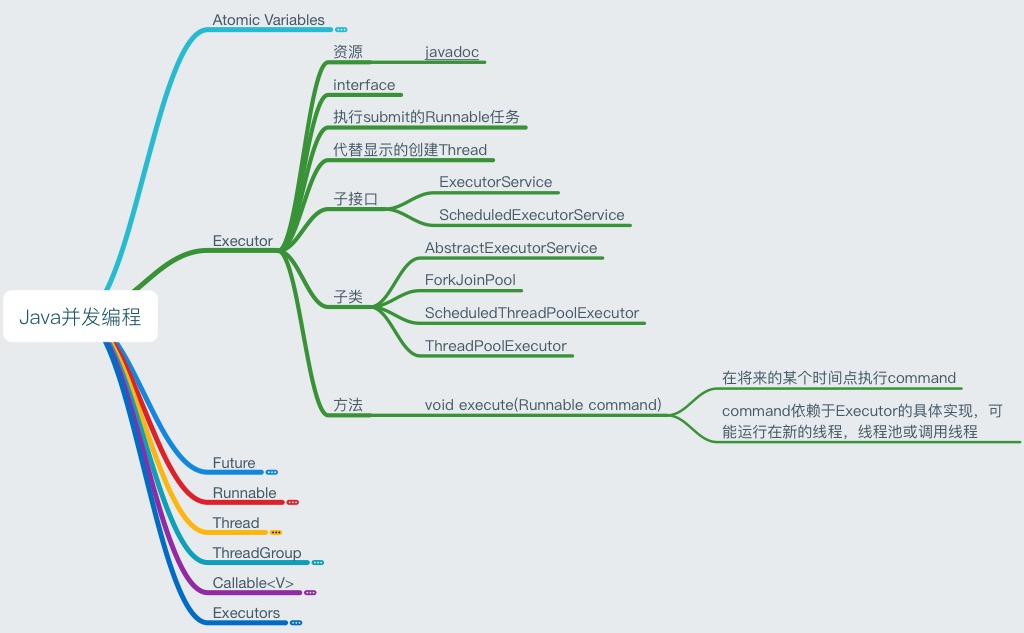 Atomic Variables
资源
javadoc
interface
执行submit的Runnable任务
代替显示的创建Thread
子接口
ExecutorService
ScheduledExecutorService
Executor
子类
AbstractExecutorService
ForkJoinPool
ScheduledThreadPoolExecutor
ThreadPoolExecutor
方法
void execute(Runnable command)
在将来的某个时间点执行command
command依赖于Executor的具体实现，可
能运行在新的线程，线程池或调用线程
Java并发编程
Future
Runnable
Thread
ThreadGroup
Callable<V>
Executors